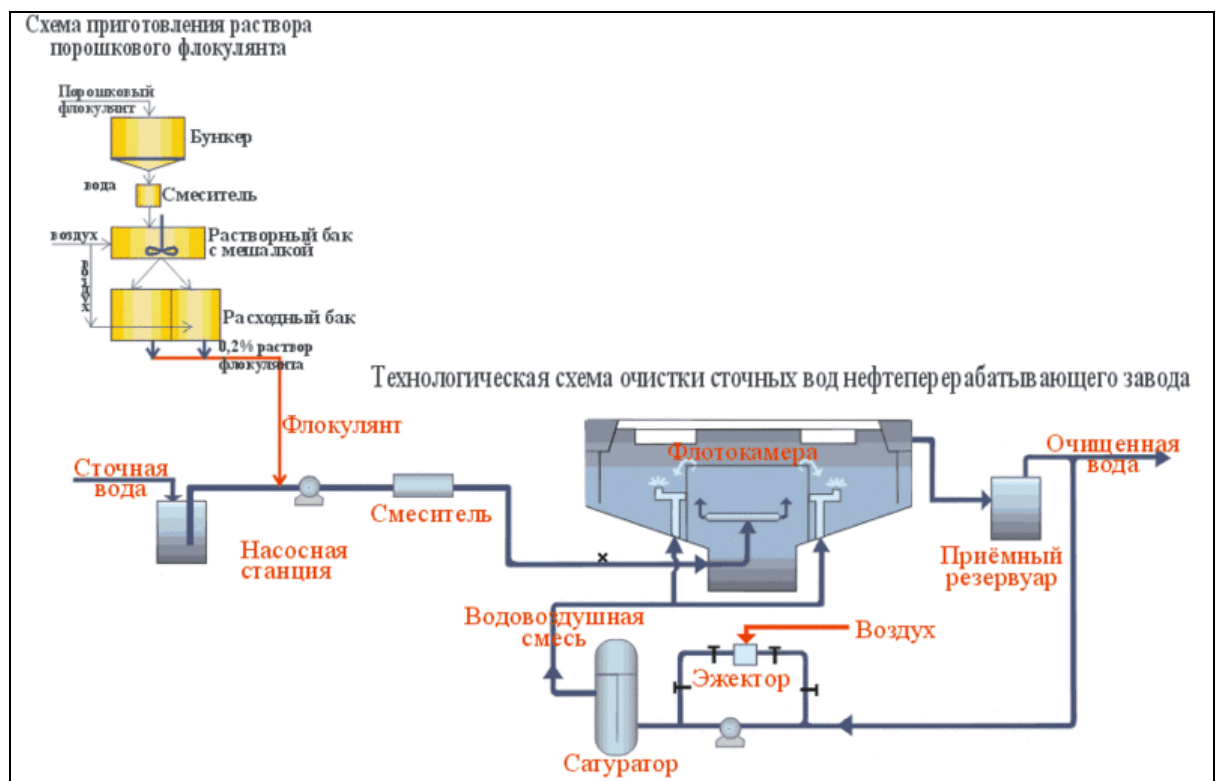 Схема приготовления раствора
порошкового флокулянта
Порошковый
флокулянт
Бункер
вода
Смеситель
воздух
Растворный бак
с мешалкой
воздух
Расходный бак
0,2% раствор
флокулянта
Технологическая схема очистки сточных вод нефтеперерабатывающего завода
Флокулянт
Флотокамера
Очищенная
вода
Сточная
вода
Смеситель
Насосная
станция
Приёмный
резервуар
Водовоздушная
смесь
Воздух
Эжектор
Сатуратор